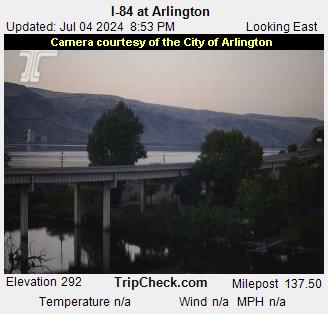 I-84 at Arlington
Updated: Jul 04 2024 8:53 PM Looking East
Camera courtesy of the City of Arlington
Elevation 292 TripCheck.com Milepost 137.50
Temperature n/a Wind n/a MPH n/a